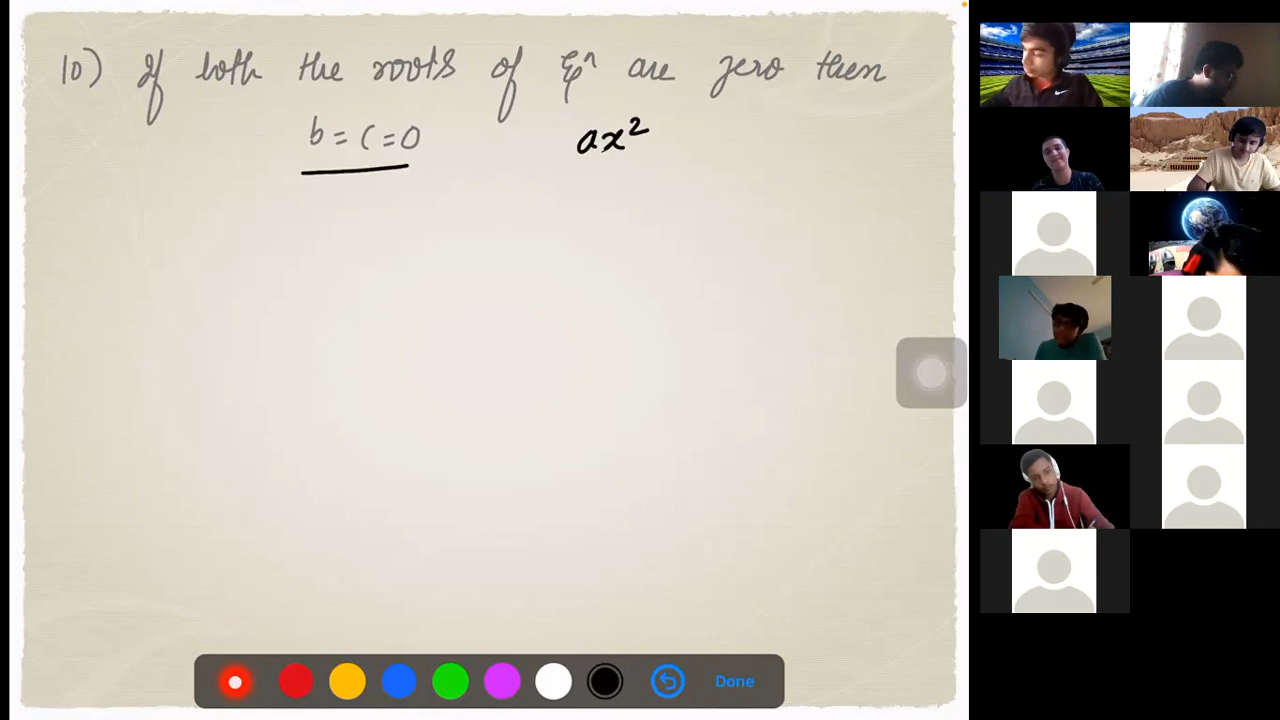 10) If both the roots of Eqⁿ are zero then
b = c = 0 ax²
Done